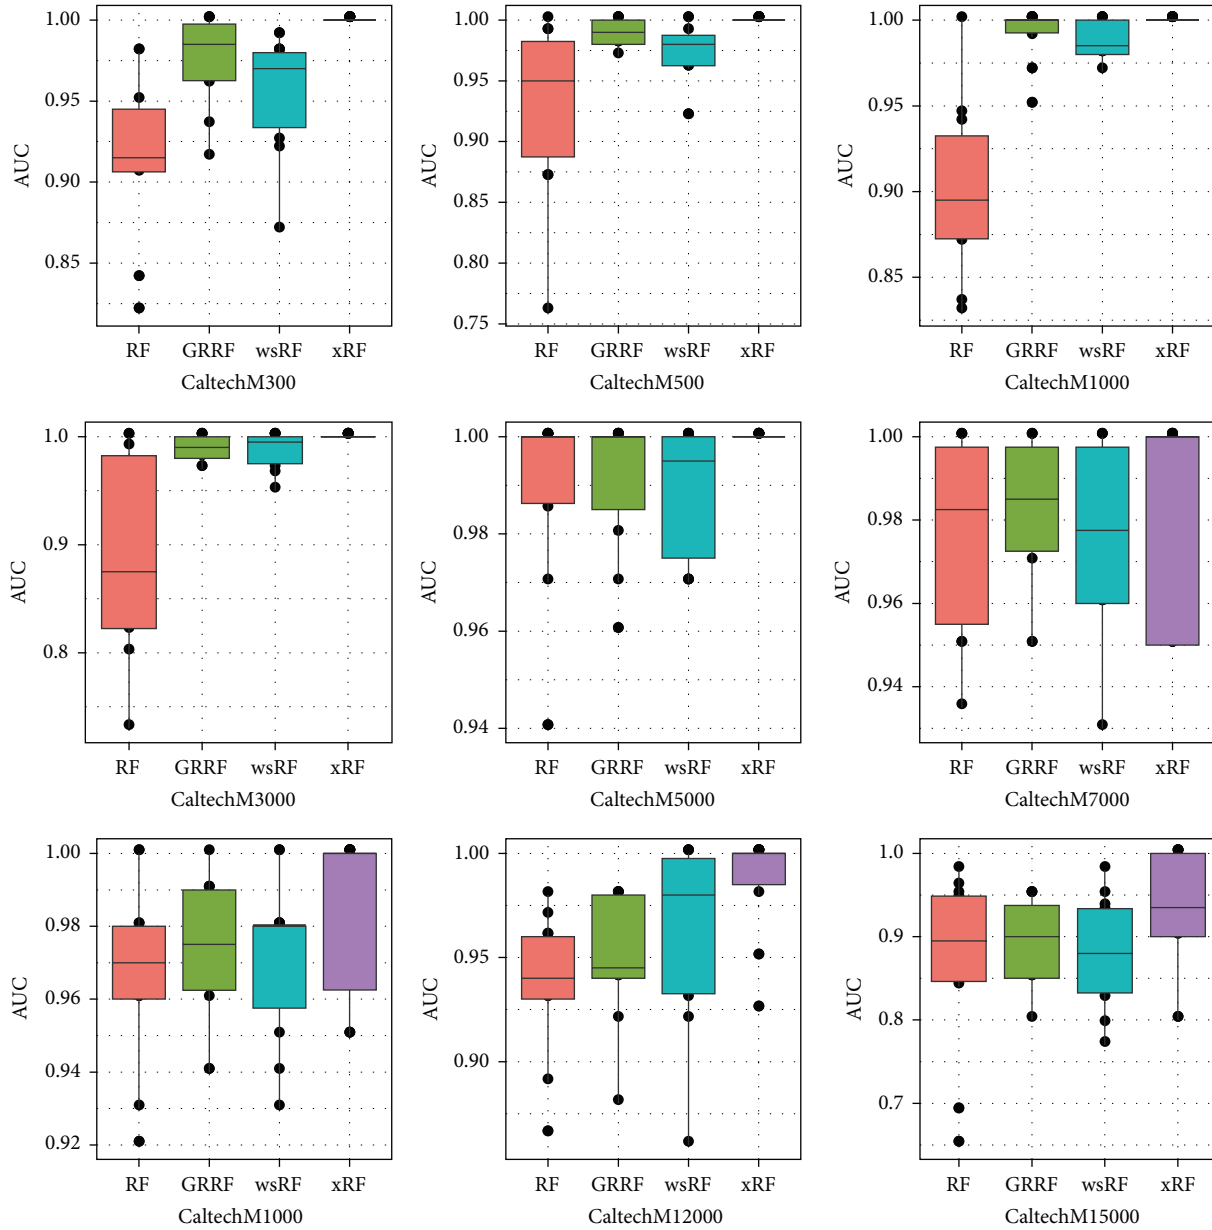 1.00
0.95
0.90
0.85
AUC
RF GRRF wsRF xRF
CaltechM300
1.00
0.95
0.90
0.85
0.80
0.75
AUC
RF GRRF wsRF xRF
CaltechM500
1.00
0.95
0.90
0.85
AUC
RF GRRF wsRF xRF
CaltechM1000
1.0
0.9
0.8
AUC
RF GRRF wsRF xRF
CaltechM3000
1.00
0.98
0.96
0.94
AUC
RF GRRF wsRF xRF
CaltechM5000
1.00
0.98
0.96
0.94
AUC
RF GRRF wsRF xRF
CaltechM7000
1.00
0.98
0.96
0.94
0.92
AUC
RF GRRF wsRF xRF
CaltechM1000
1.00
0.95
0.90
AUC
RF GRRF wsRF xRF
CaltechM12000
1.00
0.9
0.8
0.7
AUC
RF GRRF wsRF xRF
CaltechM15000